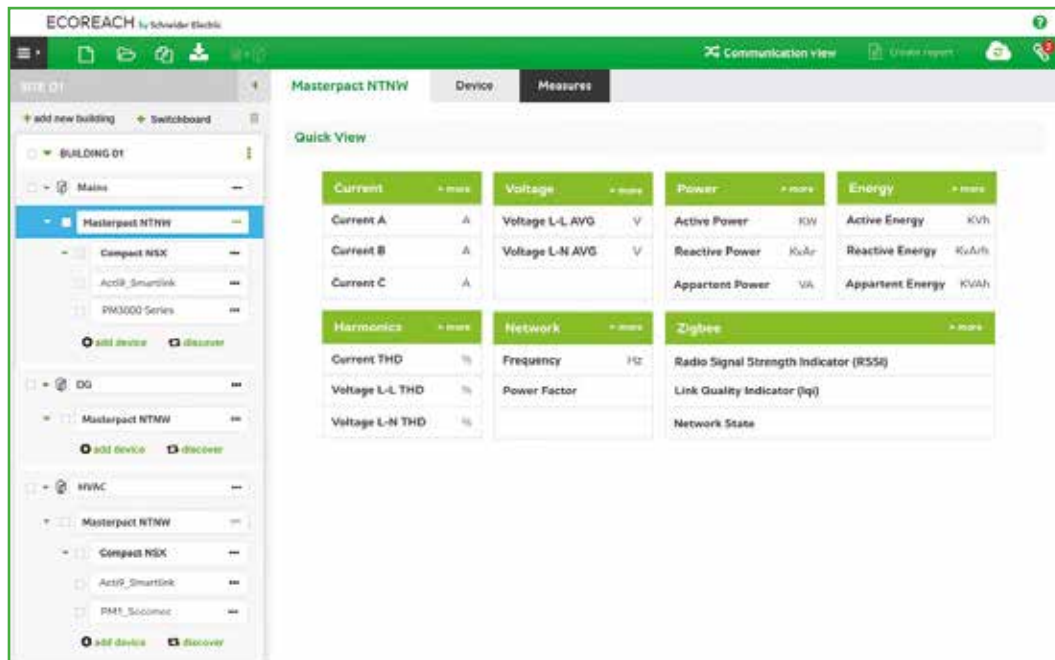 ECOREACH by Schneider Electric
Communication view Create report
SITE 01
Masterpact NTNW Device Measures
+ add new building + Switchboard
Quick View
BUILDING 01
Mains
Masterpact NTNW
Compact NSX
Acti9_Smartlink
PM3000 Series
add device discover
DG
Masterpact NTNW
add device discover
HVAC
Masterpact NTNW
Compact NSX
Acti9_Smartlink
PM1_Socomec
add device discover
Current + more
Current A A
Current B A
Current C A
Voltage + more
Voltage L-L AVG V
Voltage L-N AVG V
Power + more
Active Power KW
Reactive Power KvAr
Appartent Power VA
Energy + more
Active Energy KVh
Reactive Energy KvArh
Appartent Energy KVAh
Harmonics + more
Current THD %
Voltage L-L THD %
Voltage L-N THD %
Network + more
Frequency Hz
Power Factor
Zigbee + more
Radio Signal Strength Indicator (RSSI)
Link Quality Indicator (lqi)
Network State